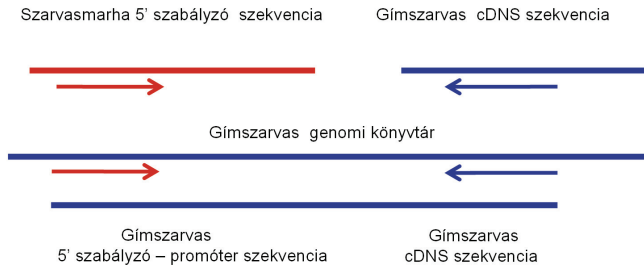 Szarvasmarha 5' szabályzó szekvencia
Gímszarvas cDNS szekvencia
Gímszarvas genomi könyvtár
Gímszarvas
5' szabályzó – promóter szekvencia
Gímszarvas
cDNS szekvencia